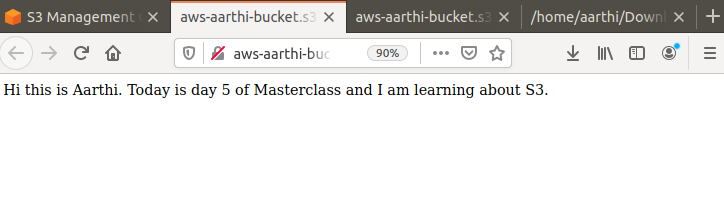 S3 Management
aws-aarthi-bucket.s3
aws-aarthi-bucket.s3
/home/aarthi/Downl
aws-aarthi-buc
90%
Hi this is Aarthi. Today is day 5 of Masterclass and I am learning about S3.